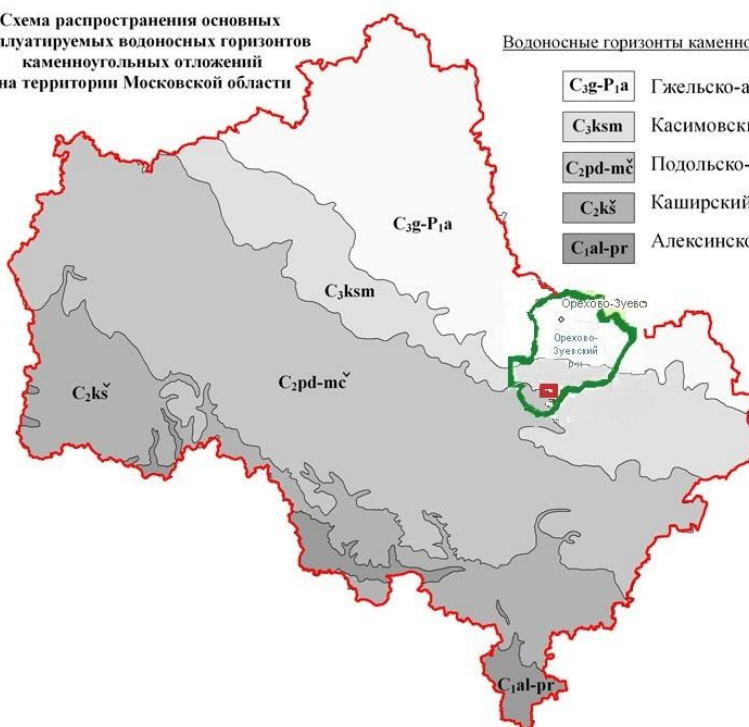 Схема распространения основных
плуатируемых водоносных горизонтов
каменноугольных отложений
на территории Московской области
Водоносные горизонты каменно
C₃g-P₁a Гжельско-а
C₃ksm Касимовски
C₂pd-mč Подольско-
C₂kš Каширский
C₁al-pr Алексинско
C₃g-P₁a
Орехово-Зуево
C₃ksm
Орехово-
Зуевский
р-н
C₂pd-mč
C₂kš
C₁al-pr